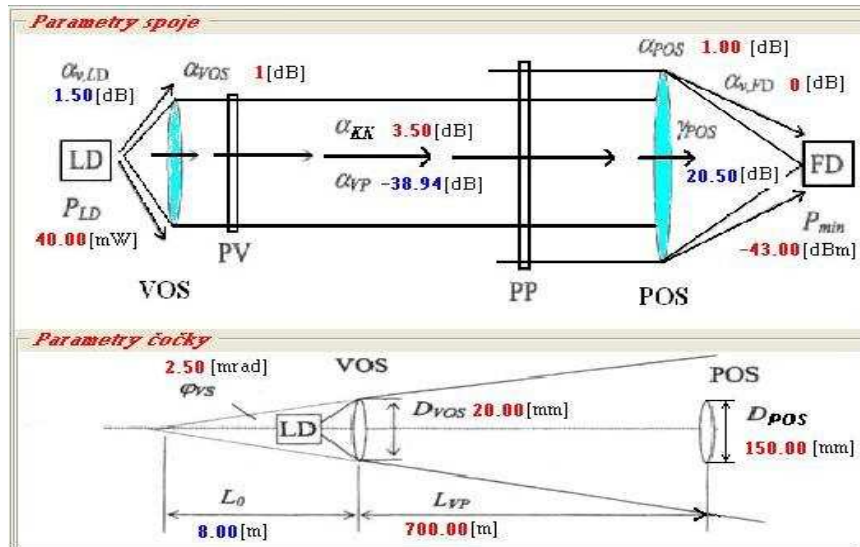 Parametry spoje
α_POS 1.00 [dB]
α_v,LD α_VOS 1[dB] α_v,FD 0 [dB]
1.50[dB]
α_KK 3.50[dB] γ_POS
LD FD
α_VP -38.94[dB] 20.50[dB]
P_LD P_min
40.00[mW] PV -43.00[dBm]
VOS PP POS
Parametry čočky
2.50 [mrad] VOS
φ_VS POS
LD D_VOS 20.00[mm] D_POS
150.00 [mm]
L_0 L_VP
8.00[m] 700.00[m]